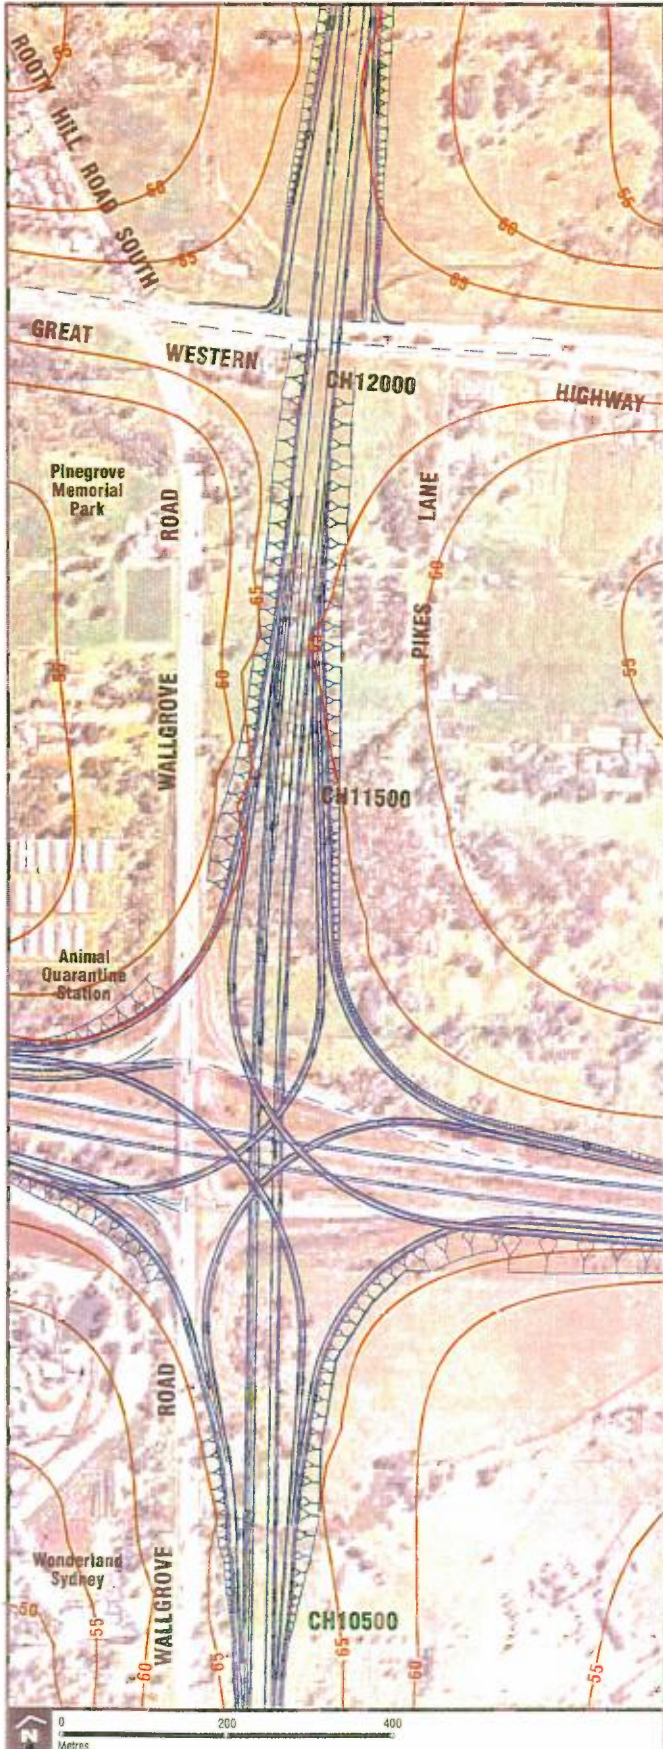 55
ROOTY HILL ROAD SOUTH
60
60
55
65
65
GREAT WESTERN HIGHWAY
CH12000
Pinegrove
Memorial
Park
ROAD
LANE
60
65
PIKES
65
60
60
55
WALLGROVE
CH11500
Animal
Quarantine
Station
ROAD
Wonderland
Sydney
WALLGROVE
CH10500
50
55
60
65
65
60
55
N
0 200 400
Metres